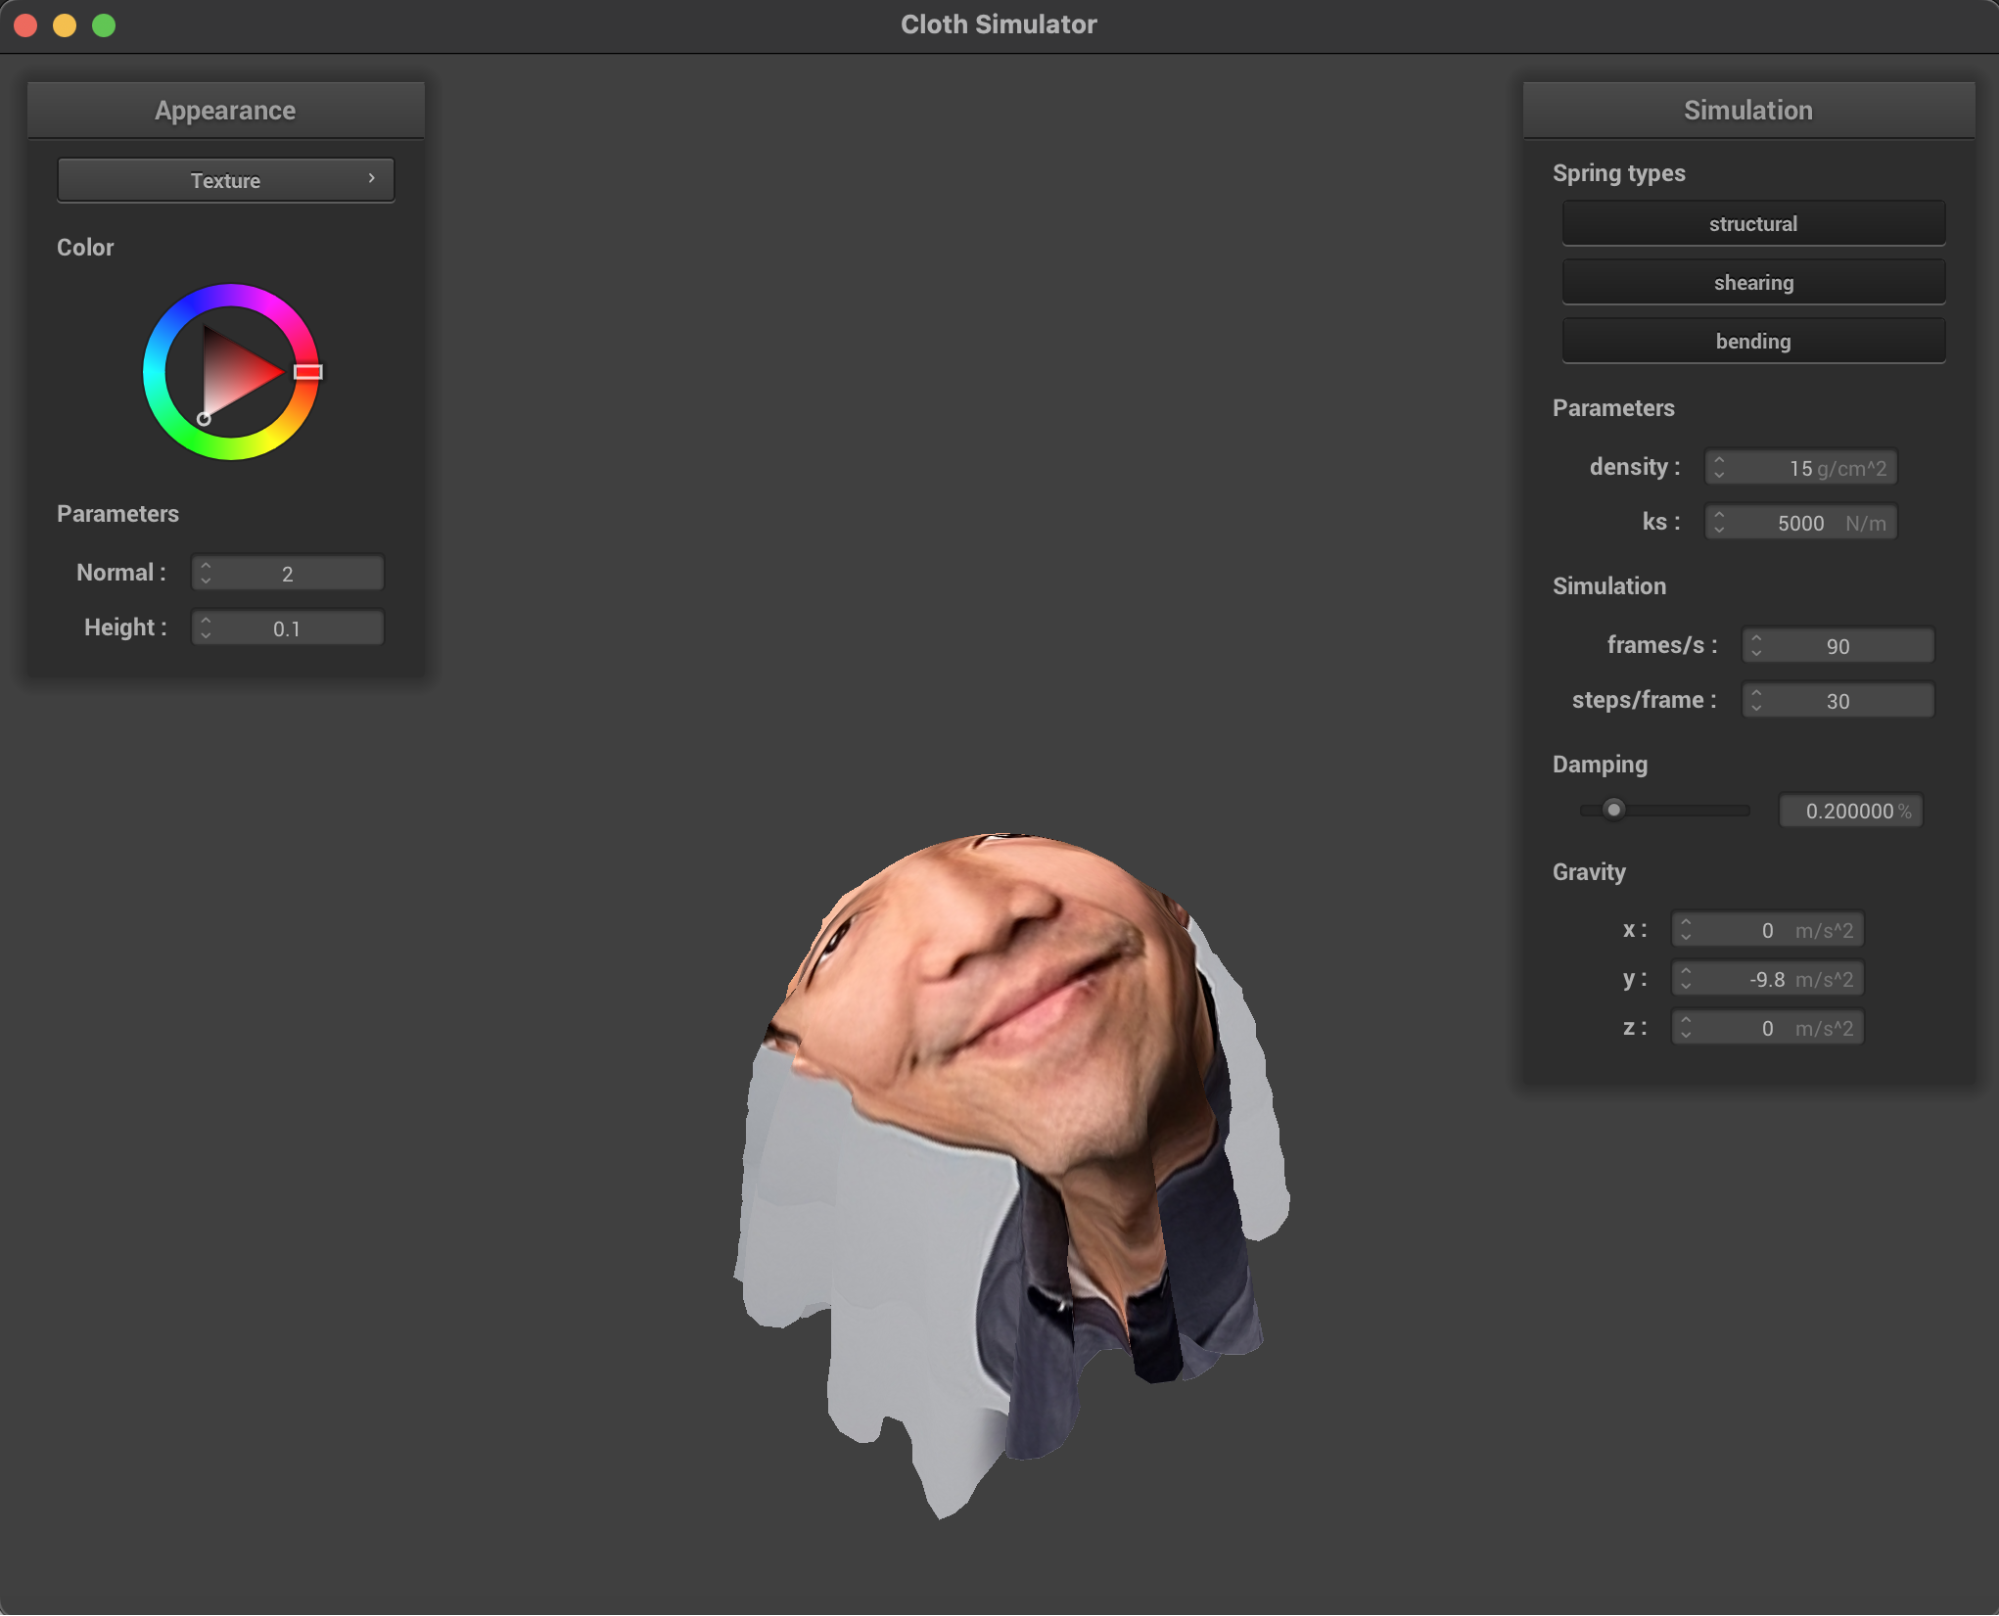 Cloth Simulator
Appearance
Texture
Color
Parameters
Normal : 2
Height : 0.1
Simulation
Spring types
structural
shearing
bending
Parameters
density : 15 g/cm^2
ks : 5000 N/m
Simulation
frames/s : 90
steps/frame : 30
Damping
0.200000 %
Gravity
x : 0 m/s^2
y : -9.8 m/s^2
z : 0 m/s^2